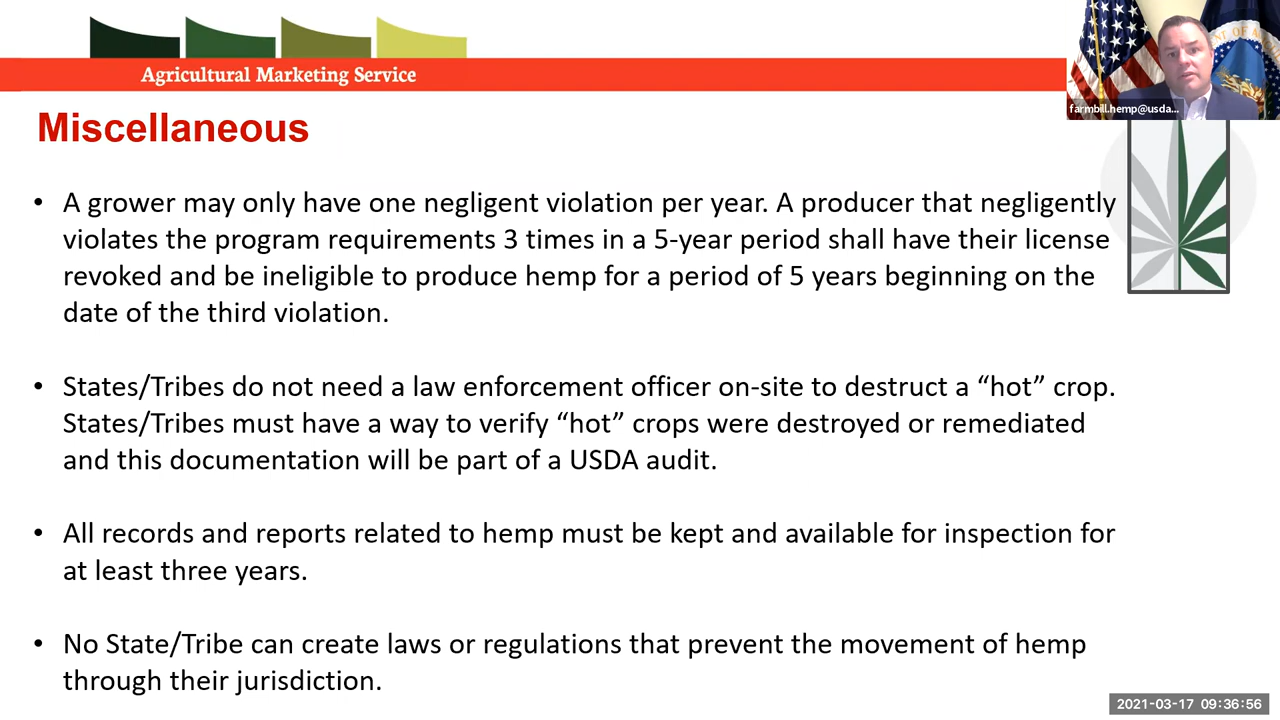 Agricultural Marketing Service
farmbill.hemp@usda...
Miscellaneous
• A grower may only have one negligent violation per year. A producer that negligently
violates the program requirements 3 times in a 5-year period shall have their license
revoked and be ineligible to produce hemp for a period of 5 years beginning on the
date of the third violation.
• States/Tribes do not need a law enforcement officer on-site to destruct a “hot” crop.
States/Tribes must have a way to verify “hot” crops were destroyed or remediated
and this documentation will be part of a USDA audit.
• All records and reports related to hemp must be kept and available for inspection for
at least three years.
• No State/Tribe can create laws or regulations that prevent the movement of hemp
through their jurisdiction.
2021-03-17 09:36:56